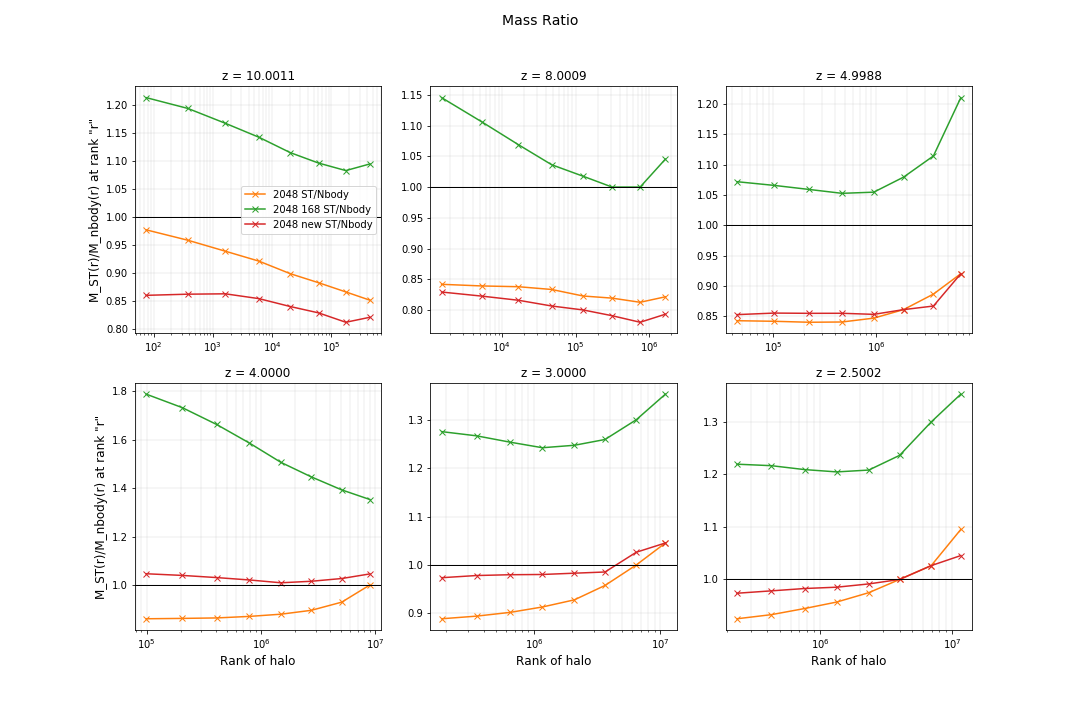 Mass Ratio
z = 10.0011
z = 8.0009
z = 4.9988
M_ST(r)/M_nbody(r) at rank "r"
1.20
1.15
1.10
1.05
1.00
0.95
0.90
0.85
0.80
10² 10³ 10⁴ 10⁵
2048 ST/Nbody
2048 168 ST/Nbody
2048 new ST/Nbody
1.15
1.10
1.05
1.00
0.95
0.90
0.85
0.80
10⁴ 10⁵ 10⁶
1.20
1.15
1.10
1.05
1.00
0.95
0.90
0.85
10⁵ 10⁶
z = 4.0000
z = 3.0000
z = 2.5002
M_ST(r)/M_nbody(r) at rank "r"
1.8
1.6
1.4
1.2
1.0
10⁵ 10⁶ 10⁷
Rank of halo
1.3
1.2
1.1
1.0
0.9
10⁶ 10⁷
Rank of halo
1.3
1.2
1.1
1.0
10⁶ 10⁷
Rank of halo